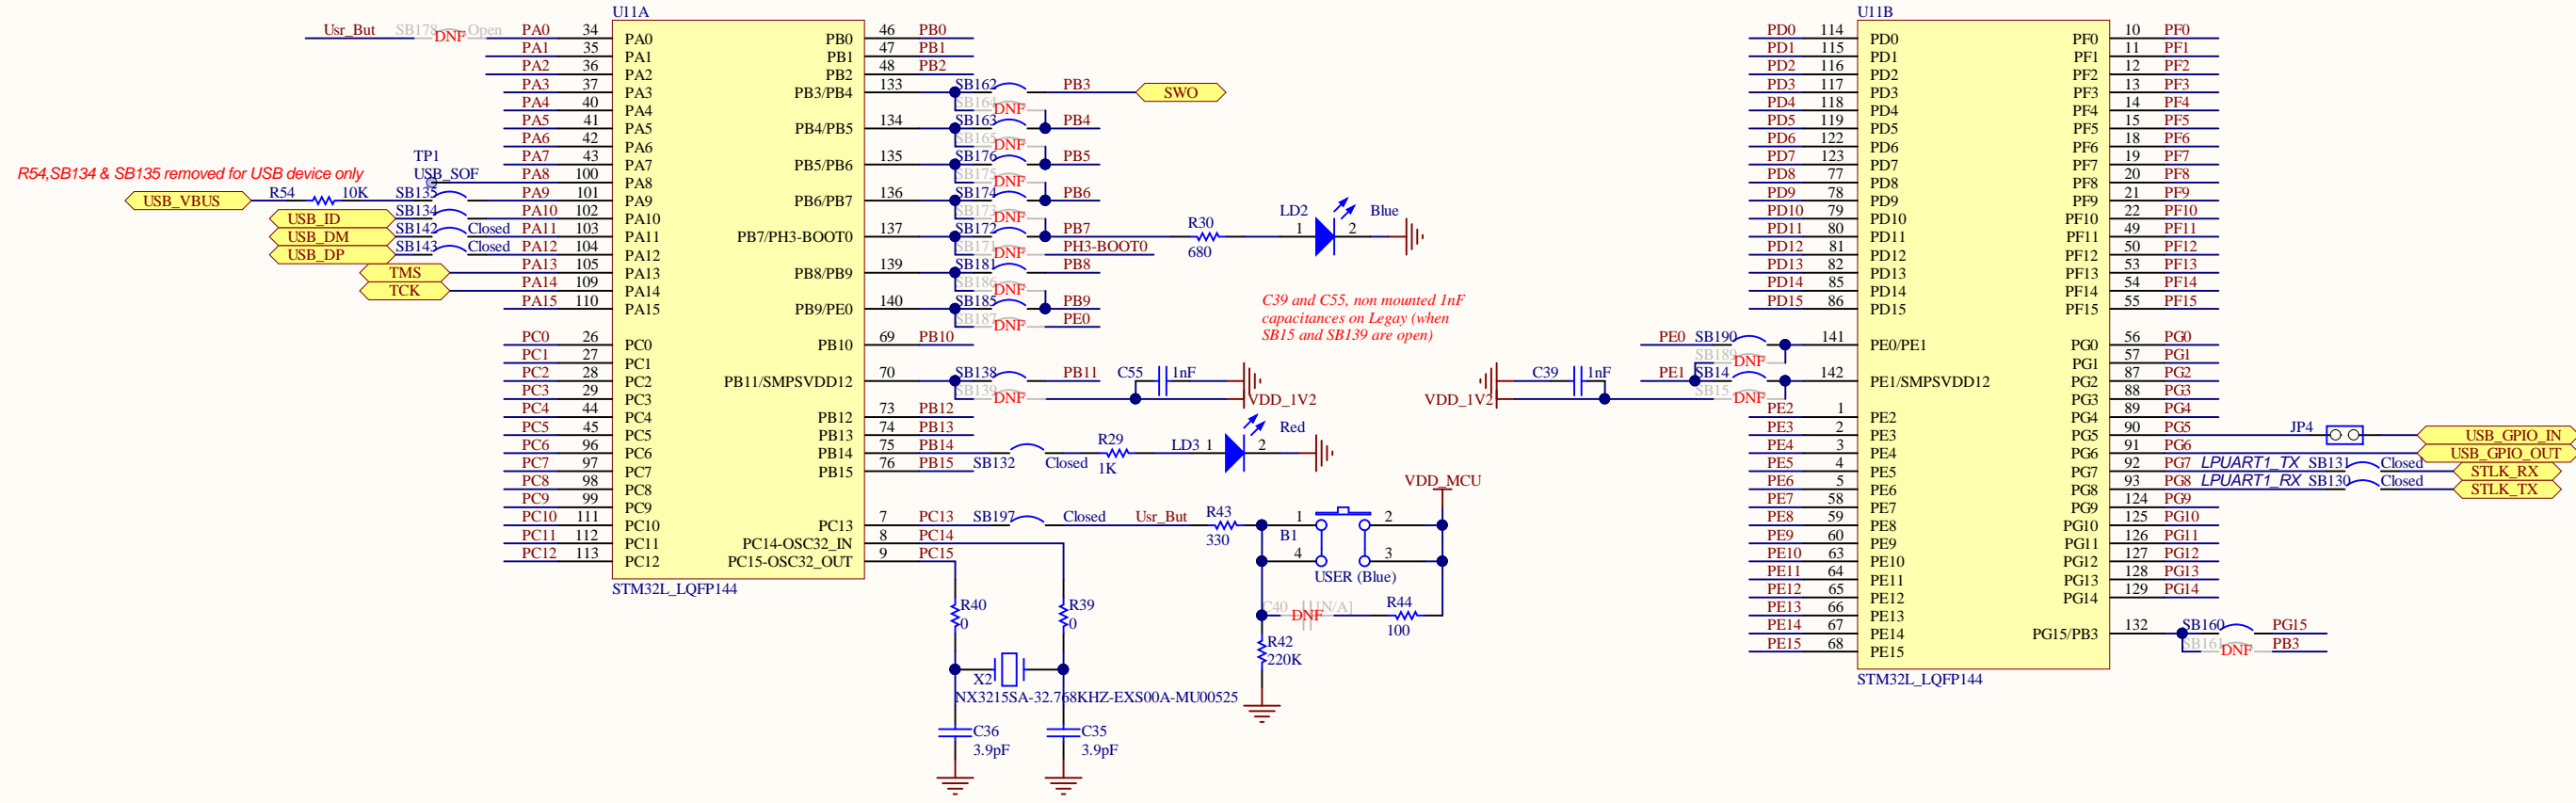 U11A
Usr_But SB178 DNF Open PA0 34 PA0 PB0 46 PB0
PA1 35 PA1 PB1 47 PB1
PA2 36 PA2 PB2 48 PB2
PA3 37 PA3 PB3/PB4 133 SB162 PB3 SWO
PA4 40 PA4 SB164 DNF
PA5 41 PA5 PB4/PB5 134 SB163 PB4
PA6 42 PA6 SB165 DNF
PA7 43 PA7 PB5/PB6 135 SB176 PB5
R54,SB134 & SB135 removed for USB device only
TP1
USB_SOF PA8 100 PA8 SB175 DNF
USB_VBUS R54 10K SB135 PA9 101 PA9 PB6/PB7 136 SB174 PB6
USB_ID SB134 PA10 102 PA10 SB173 DNF
USB_DM SB142 Closed PA11 103 PA11 PB7/PH3-BOOT0 137 SB172 PB7 R30 680 LD2 1 2 Blue
USB_DP SB143 Closed PA12 104 PA12 SB171 DNF PH3-BOOT0
TMS PA13 105 PA13 PB8/PB9 139 SB181 PB8
TCK PA14 109 PA14 SB186 DNF
PA15 110 PA15 PB9/PE0 140 SB185 PB9
SB187 DNF PE0
C39 and C55, non mounted 1nF
capacitances on Legay (when
SB15 and SB139 are open)
PC0 26 PC0 PB10 69 PB10
PC1 27 PC1
PC2 28 PC2 PB11/SMPSVDD12 70 SB138 PB11 C55 1nF
PC3 29 PC3 SB139 DNF VDD_1V2
PC4 44 PC4 PB12 73 PB12
PC5 45 PC5 PB13 74 PB13
PC6 96 PC6 PB14 75 PB14 SB132 Closed R29 1K LD3 1 2 Red
PC7 97 PC7 PB15 76 PB15
PC8 98 PC8
PC9 99 PC9
PC10 111 PC10 PC13 7 PC13 SB197 Closed Usr_But R43 330
PC11 112 PC11 PC14-OSC32_IN 8 PC14
PC12 113 PC12 PC15-OSC32_OUT 9 PC15
STM32L_LQFP144
VDD_MCU
1 2
B1
4 3
USER (Blue)
C40 DNF [N/A] R44
100
R42
220K
R40
0
R39
0
X2
NX3215SA-32.768KHZ-EXS00A-MU00525
C36
3.9pF
C35
3.9pF
U11B
PD0 114 PD0 PF0 10 PF0
PD1 115 PD1 PF1 11 PF1
PD2 116 PD2 PF2 12 PF2
PD3 117 PD3 PF3 13 PF3
PD4 118 PD4 PF4 14 PF4
PD5 119 PD5 PF5 15 PF5
PD6 122 PD6 PF6 18 PF6
PD7 123 PD7 PF7 19 PF7
PD8 77 PD8 PF8 20 PF8
PD9 78 PD9 PF9 21 PF9
PD10 79 PD10 PF10 22 PF10
PD11 80 PD11 PF11 49 PF11
PD12 81 PD12 PF12 50 PF12
PD13 82 PD13 PF13 53 PF13
PD14 85 PD14 PF14 54 PF14
PD15 86 PD15 PF15 55 PF15
PE0 SB190 141 PE0/PE1 PG0 56 PG0
SB189 DNF PG1 57 PG1
C39 1nF PE1 SB14 142 PE1/SMPSVDD12 PG2 87 PG2
VDD_1V2 SB15 DNF PG3 88 PG3
PE2 1 PE2 PG4 89 PG4
PE3 2 PE3 PG5 90 PG5 JP4 USB_GPIO_IN
PE4 3 PE4 PG6 91 PG6 USB_GPIO_OUT
PE5 4 PE5 PG7 92 PG7 LPUART1_TX SB131 Closed STLK_RX
PE6 5 PE6 PG8 93 PG8 LPUART1_RX SB130 Closed STLK_TX
PE7 58 PE7 PG9 124 PG9
PE8 59 PE8 PG10 125 PG10
PE9 60 PE9 PG11 126 PG11
PE10 63 PE10 PG12 127 PG12
PE11 64 PE11 PG13 128 PG13
PE12 65 PE12 PG14 129 PG14
PE13 66 PE13
PE14 67 PE14 PG15/PB3 132 SB160 PG15
PE15 68 PE15 SB161 DNF PB3
STM32L_LQFP144